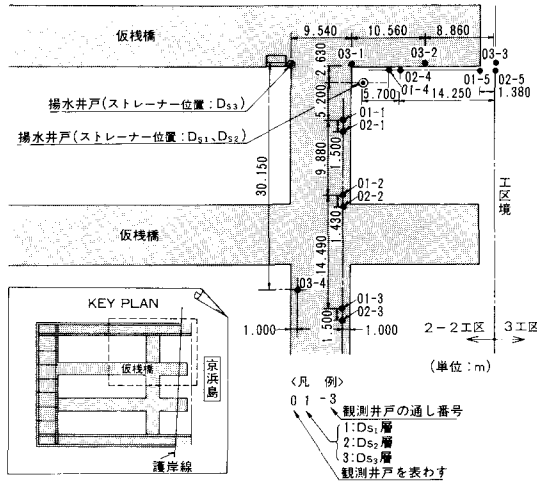 9.540 10.560 8.860
仮桟橋
2.630
03-1 03-2 03-3
02-4 01-5 02-5
01-4
揚水井戸(ストレーナー位置:DS3)
5.700 14.250 1.380
5.200
揚水井戸(ストレーナー位置:DS1、DS2)
01-1
02-1
1.500
30.150
9.880
工区境
01-2
02-2
1.430
仮桟橋
14.490
03-4
01-3
02-3
1.000 1.500 1.000
2-2工区 3工区
(単位:m)
KEY PLAN
仮桟橋
京浜島
護岸線
〈凡 例〉
01-3
観測井戸の通し番号
1:DS1層
2:DS2層
3:DS3層
観測井戸を表わす